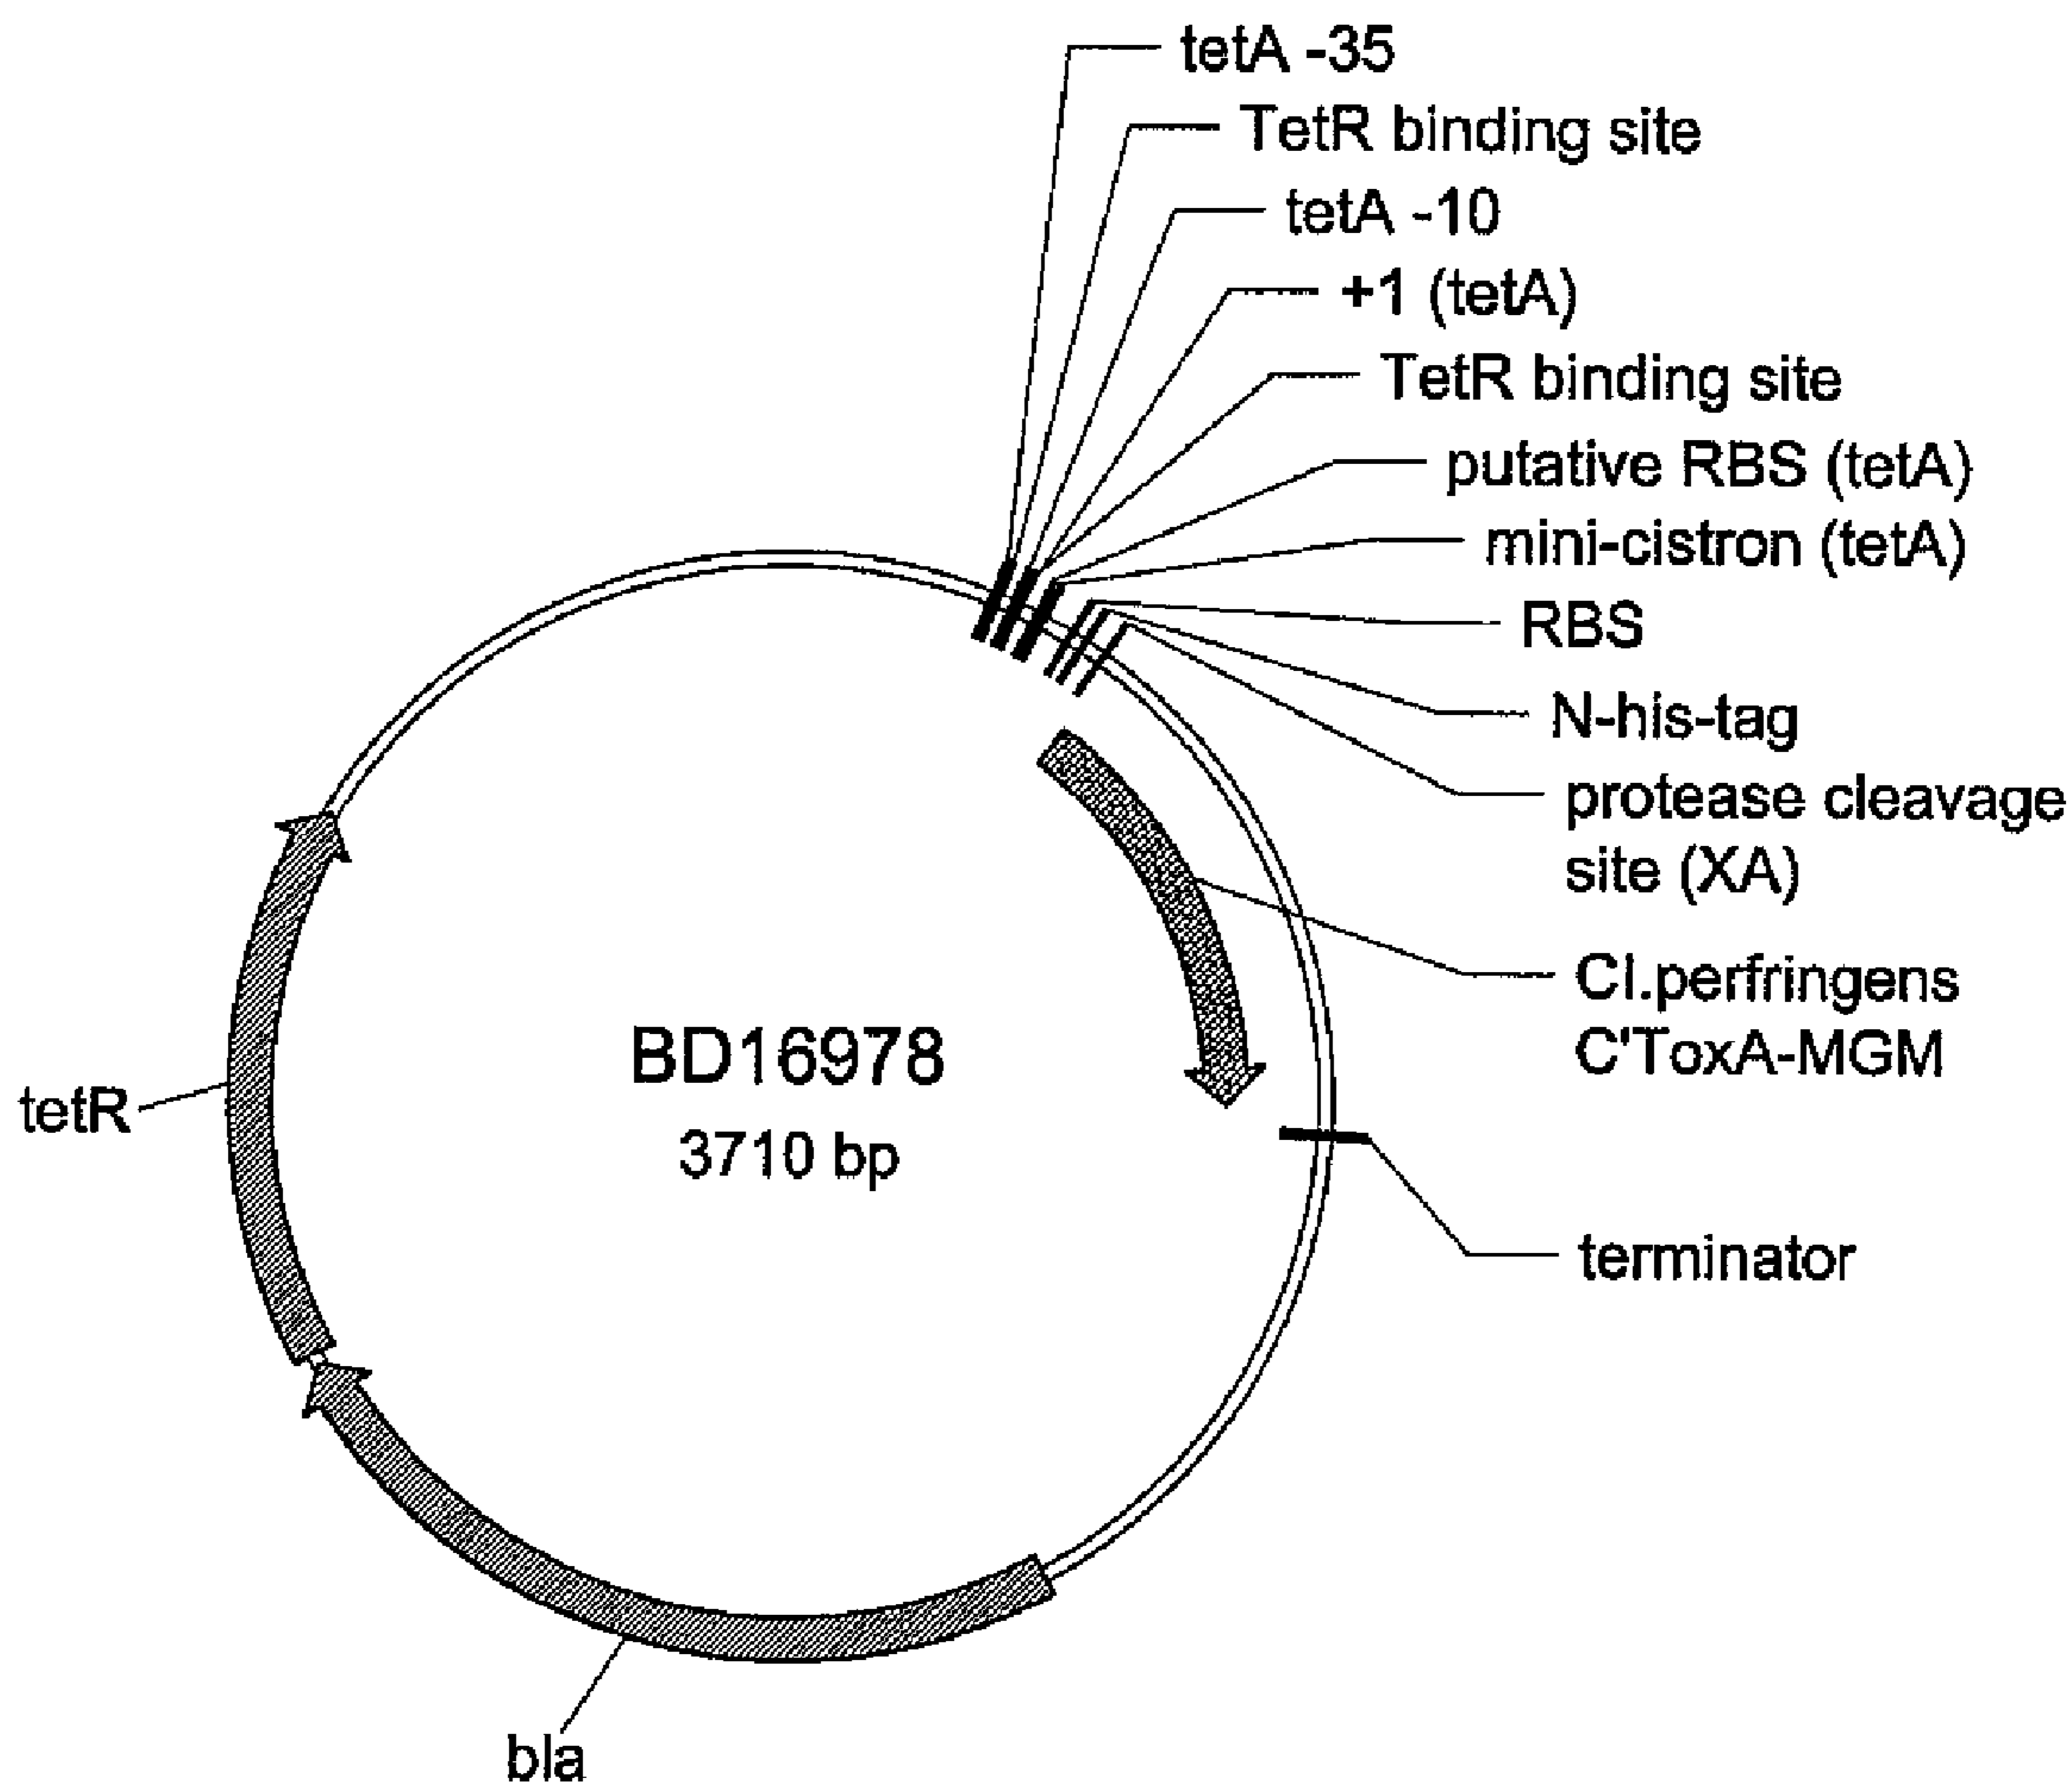 tetA -35
TetR binding site
tetA -10
+1 (tetA)
TetR binding site
putative RBS (tetA)
mini-cistron (tetA)
RBS
N-his-tag
protease cleavage
site (XA)
Cl.perfringens
C'ToxA-MGM
BD16978
3710 bp
tetR
terminator
bla